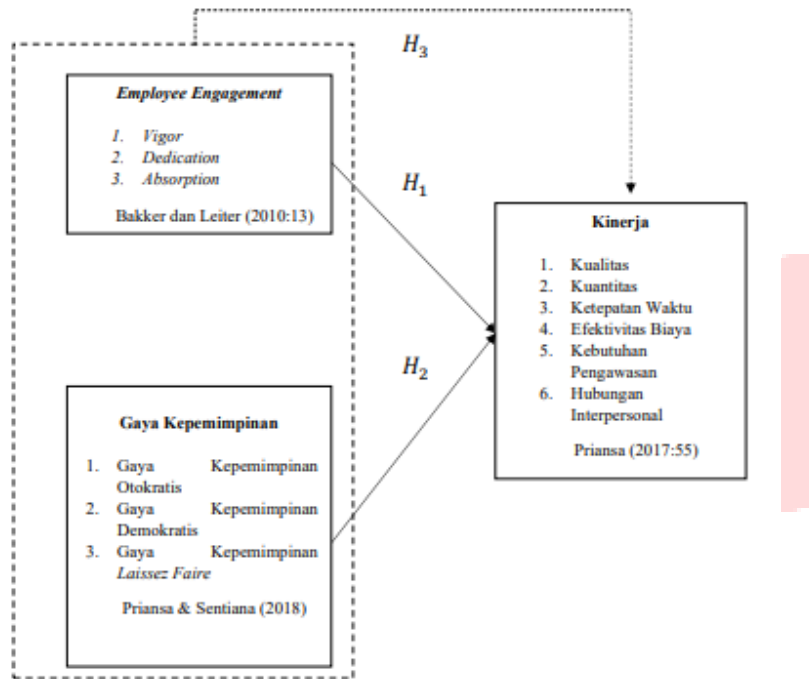 H₃
Employee Engagement
1. Vigor
2. Dedication
3. Absorption
Bakker dan Leiter (2010:13)
H₁
Kinerja
1. Kualitas
2. Kuantitas
3. Ketepatan Waktu
4. Efektivitas Biaya
5. Kebutuhan
Pengawasan
6. Hubungan
Interpersonal
Priansa (2017:55)
H₂
Gaya Kepemimpinan
1. Gaya Kepemimpinan
Otokratis
2. Gaya Kepemimpinan
Demokratis
3. Gaya Kepemimpinan
Laissez Faire
Priansa & Sentiana (2018)